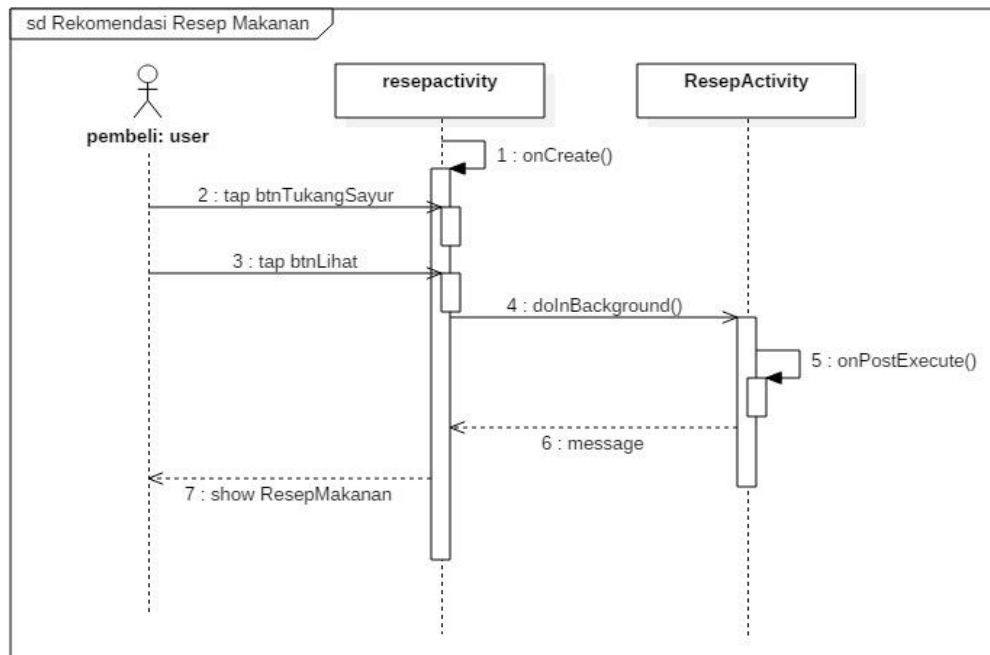 sd Rekomendasi Resep Makanan
resepactivity
ResepActivity
pembeli: user
1 : onCreate()
2 : tap btnTukangSayur
3 : tap btnLihat
4 : doInBackground()
5 : onPostExecute()
6 : message
7 : show ResepMakanan